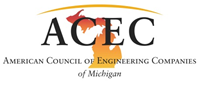 ACEC
AMERICAN COUNCIL OF ENGINEERING COMPANIES
of Michigan